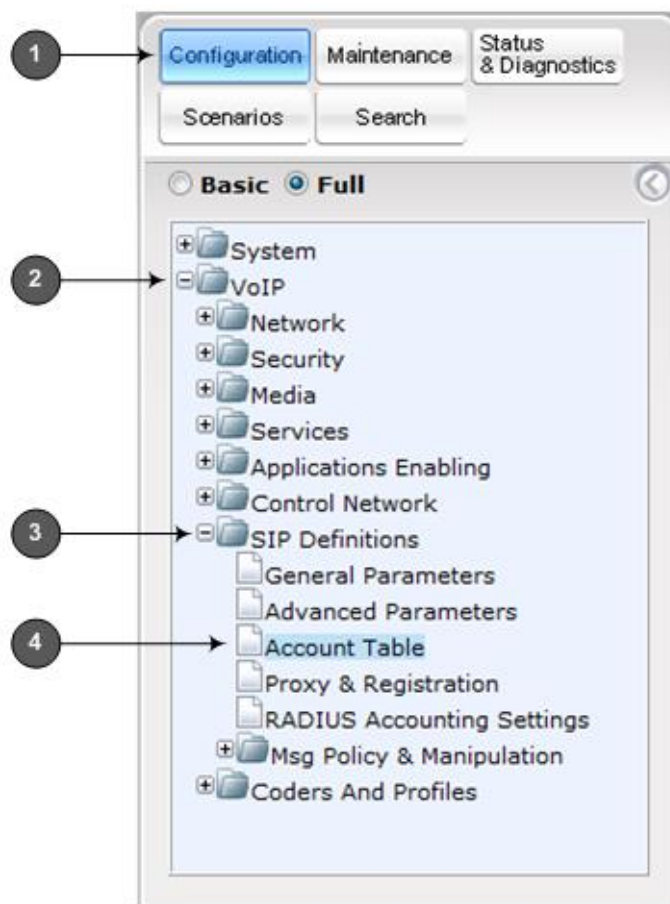 1
Configuration Maintenance Status & Diagnostics
Scenarios Search
Basic Full
System
2
VoIP
Network
Security
Media
Services
Applications Enabling
Control Network
3
SIP Definitions
General Parameters
Advanced Parameters
4
Account Table
Proxy & Registration
RADIUS Accounting Settings
Msg Policy & Manipulation
Coders And Profiles